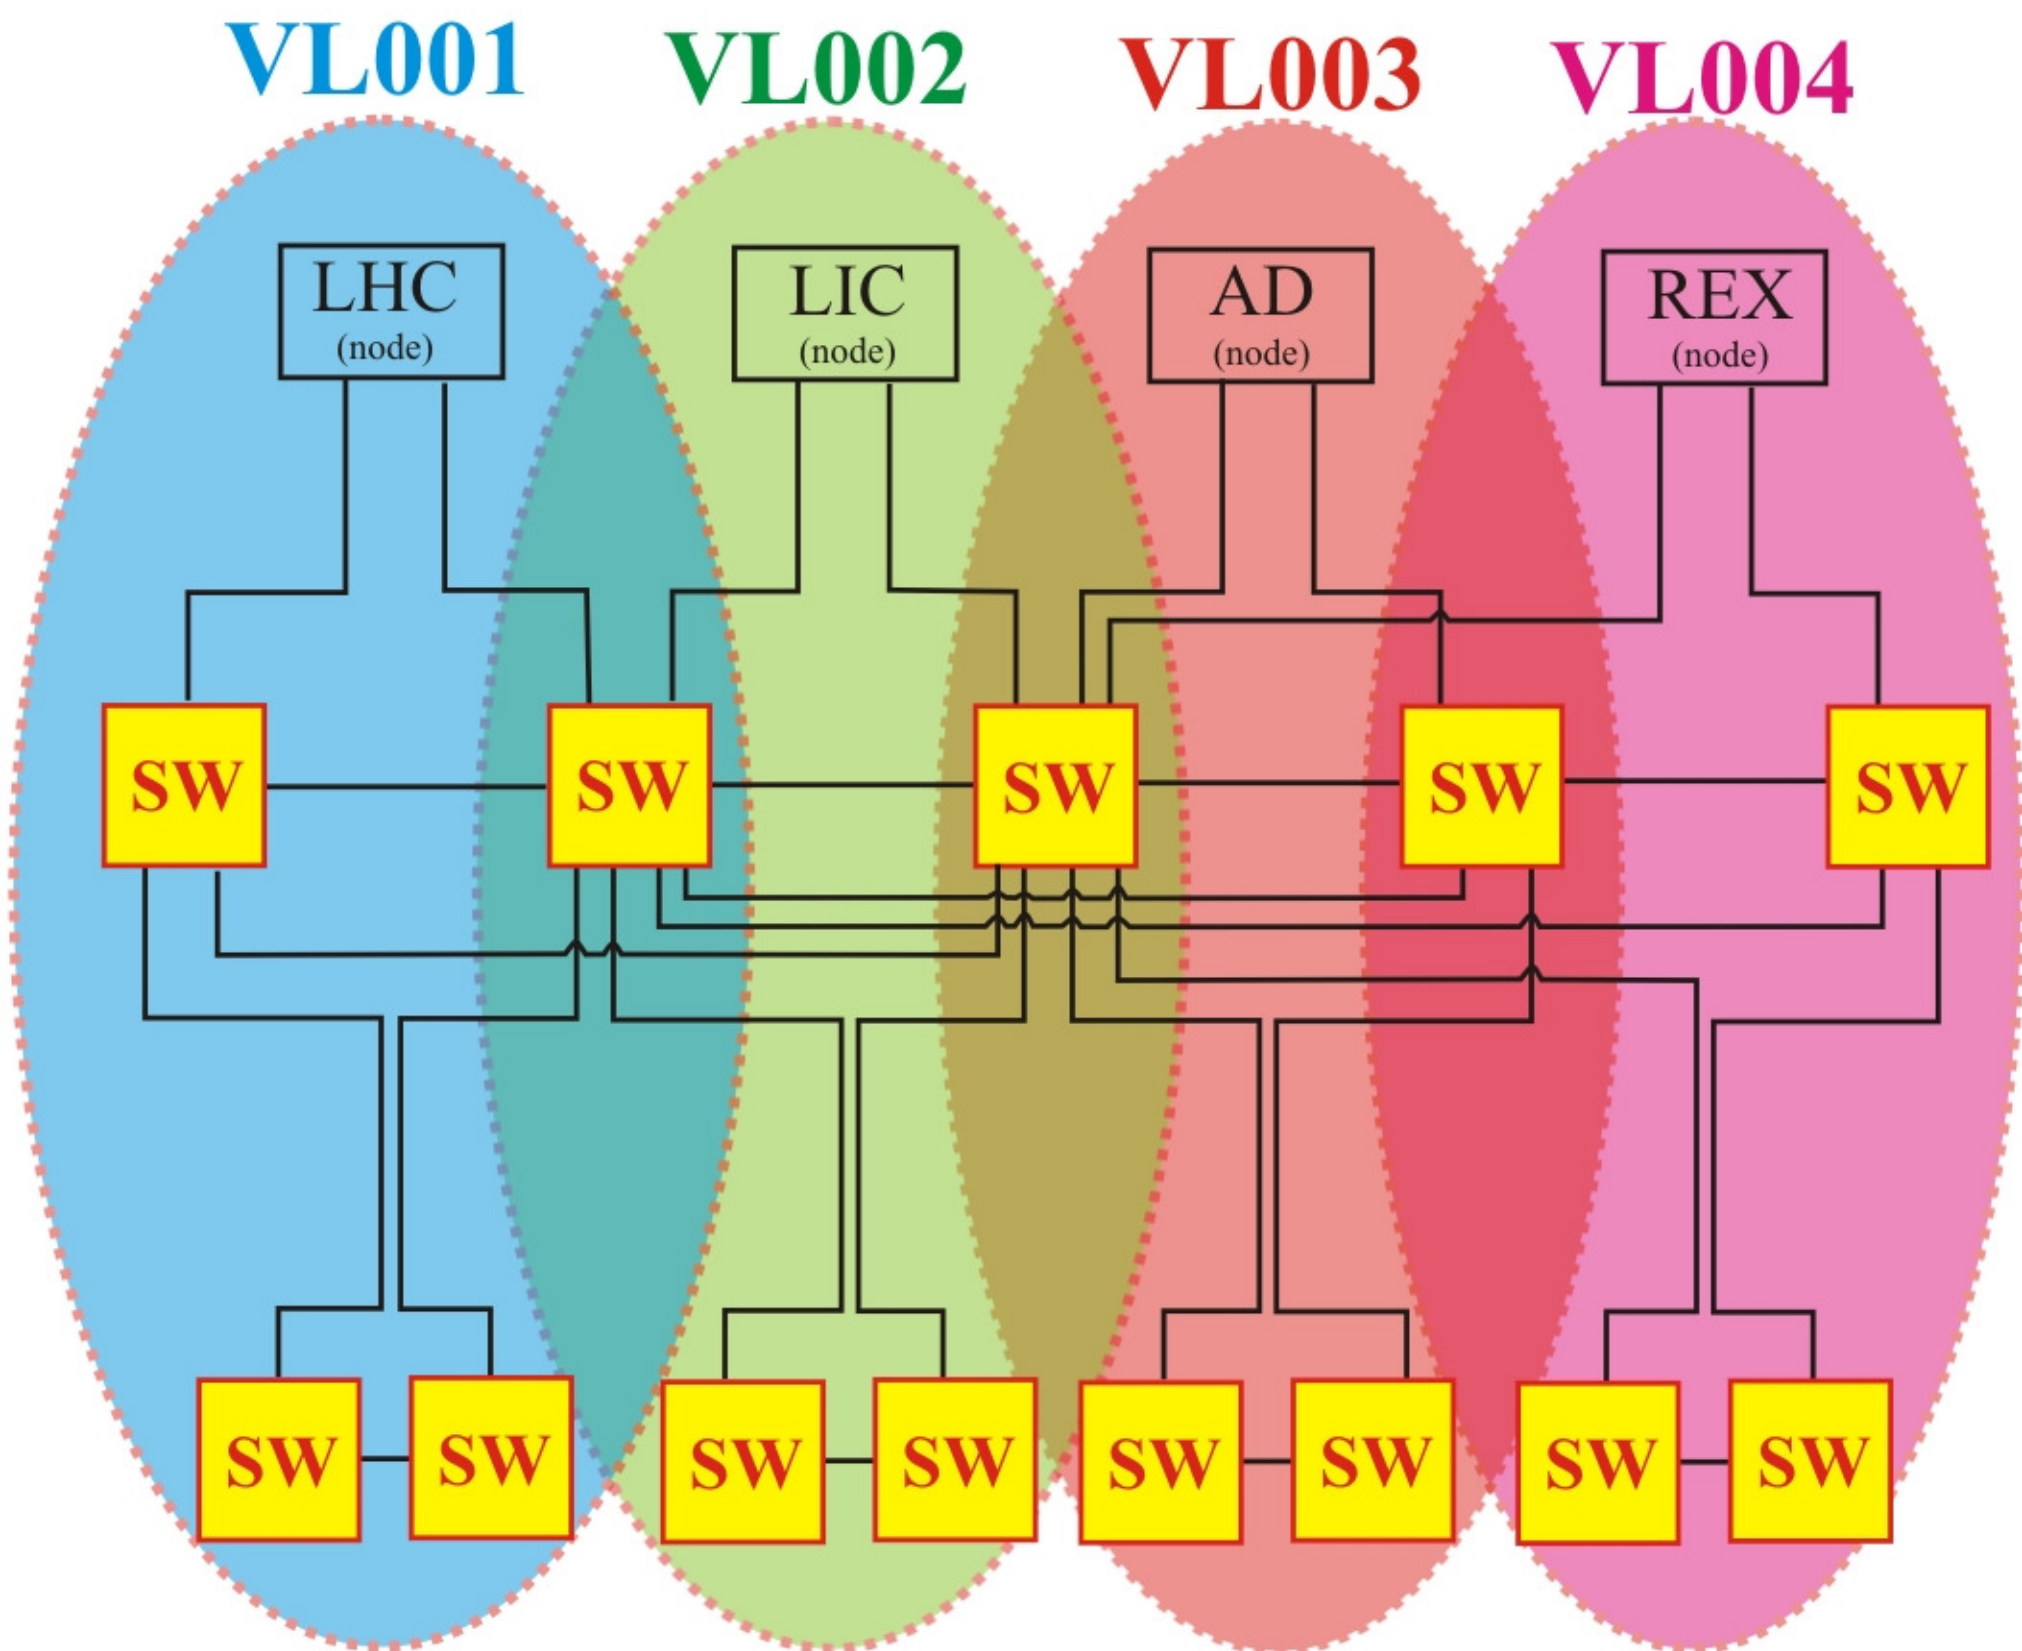 VL001 VL002 VL003 VL004
LHC
(node)
LIC
(node)
AD
(node)
REX
(node)
SW SW SW SW SW
SW SW SW SW SW SW SW SW